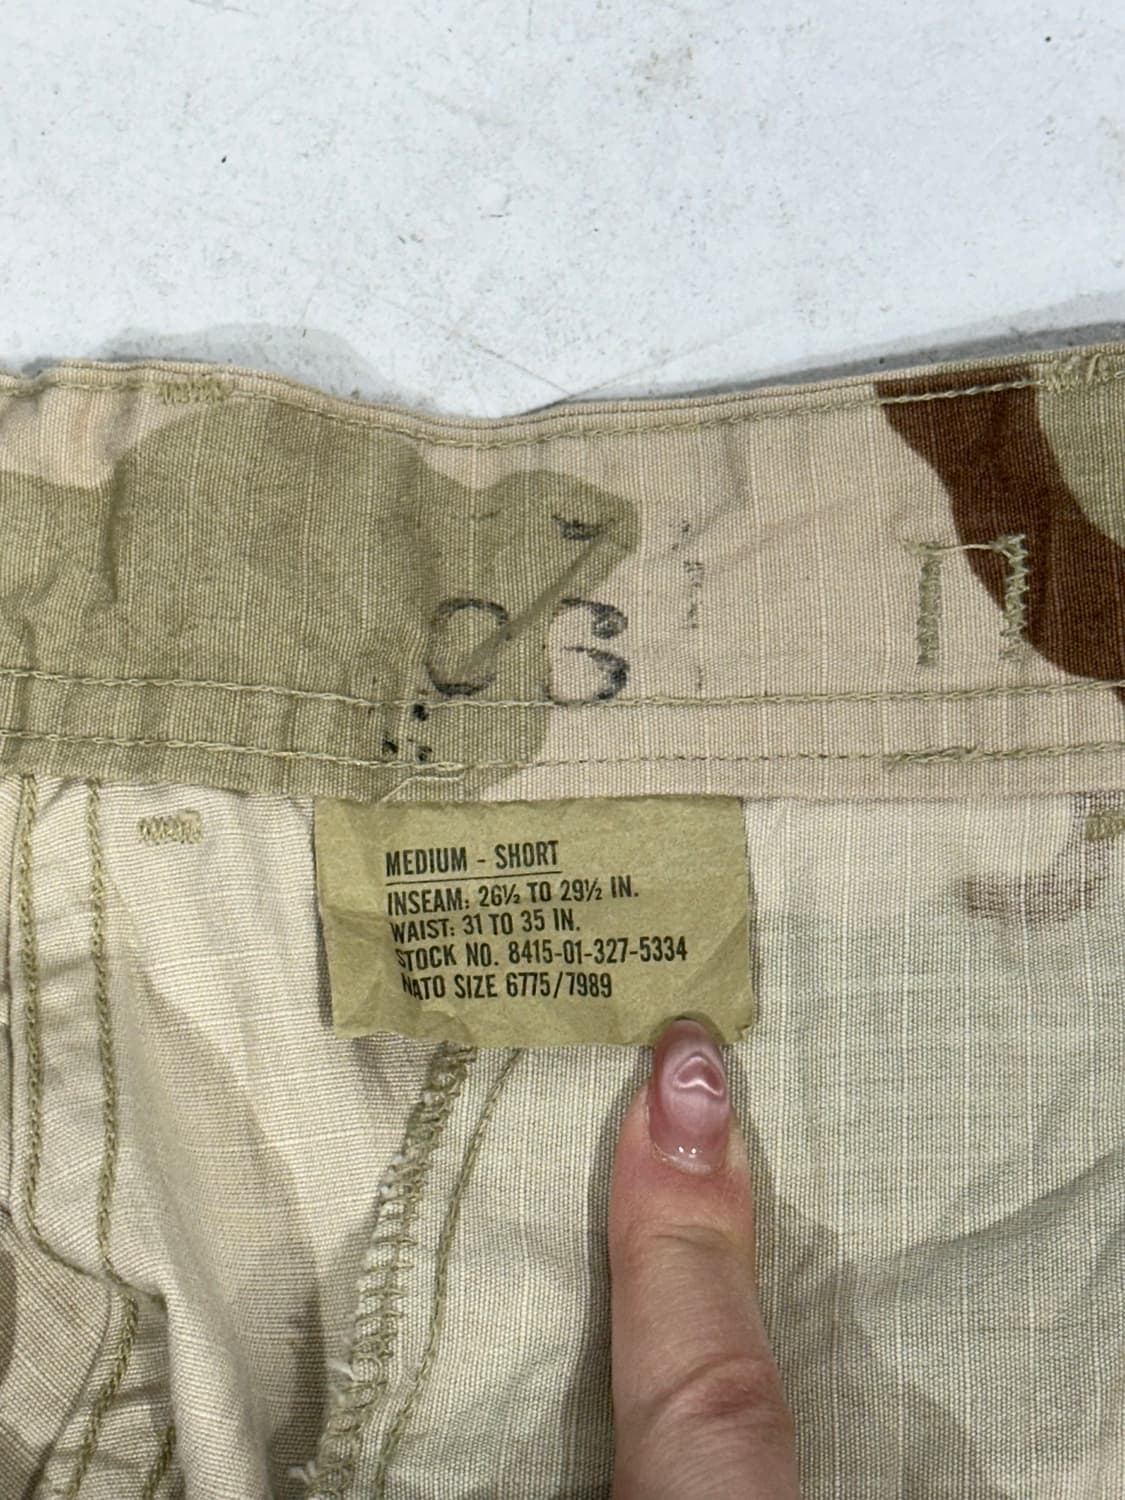 MEDIUM - SHORT
INSEAM: 26½ TO 29½ IN.
WAIST: 31 TO 35 IN.
STOCK NO. 8415-01-327-5334
NATO SIZE 6775/7989